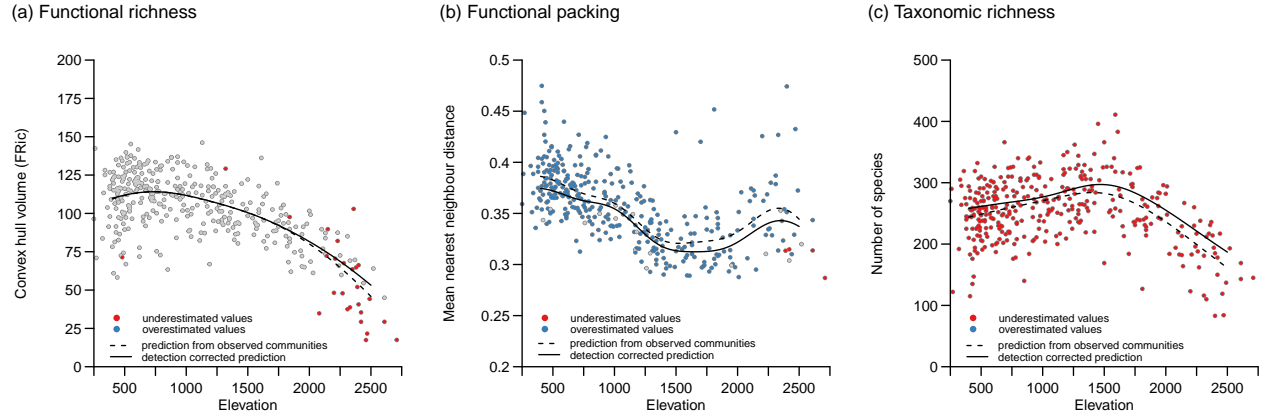 (a) Functional richness
(b) Functional packing
(c) Taxonomic richness
Convex hull volume (FRic)
200
175
150
125
100
75
50
25
0
underestimated values
overestimated values
prediction from observed communities
detection corrected prediction
500
1000
1500
2000
2500
Elevation
Mean nearest neighbour distance
0.5
0.45
0.4
0.35
0.3
0.25
0.2
underestimated values
overestimated values
prediction from observed communities
detection corrected prediction
500
1000
1500
2000
2500
Elevation
Number of species
500
400
300
200
100
0
underestimated values
overestimated values
prediction from observed communities
detection corrected prediction
500
1000
1500
2000
2500
Elevation